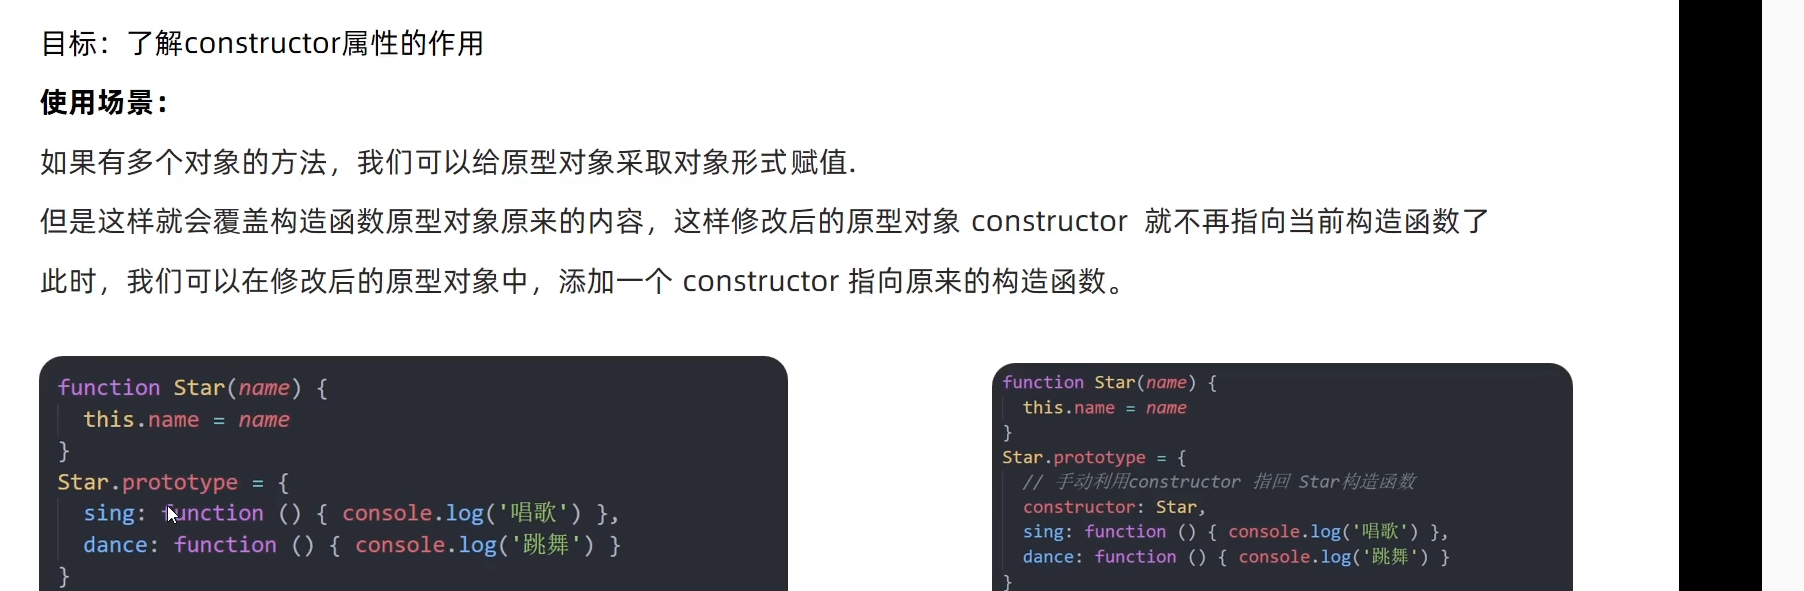 目标：了解constructor属性的作用
使用场景：
如果有多个对象的方法，我们可以给原型对象采取对象形式赋值.
但是这样就会覆盖构造函数原型对象原来的内容，这样修改后的原型对象 constructor 就不再指向当前构造函数了
此时，我们可以在修改后的原型对象中，添加一个 constructor 指向原来的构造函数。
function Star(name) {
this.name = name
}
Star.prototype = {
sing: function () { console.log('唱歌') },
dance: function () { console.log('跳舞') }
}
function Star(name) {
this.name = name
}
Star.prototype = {
// 手动利用constructor 指回 Star构造函数
constructor: Star,
sing: function () { console.log('唱歌') },
dance: function () { console.log('跳舞') }
}